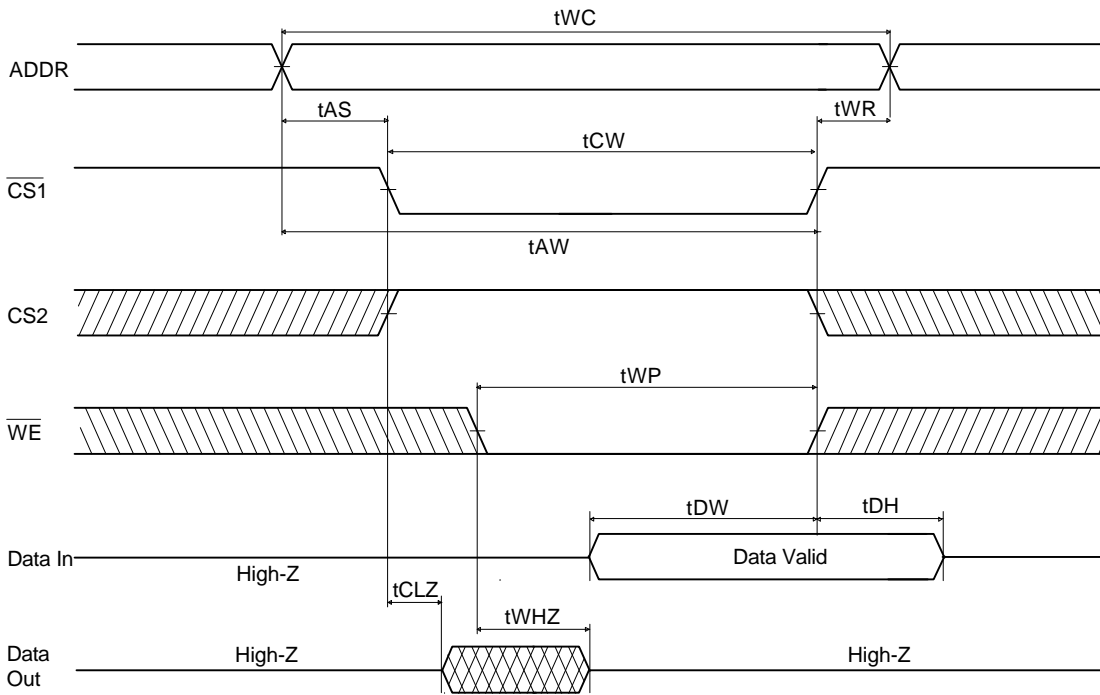 tWC
ADDR
tAS
tWR
tCW
CS1
tAW
CS2
tWP
WE
tDW
tDH
Data In
High-Z
Data Valid
tCLZ
tWHZ
Data
Out
High-Z
High-Z